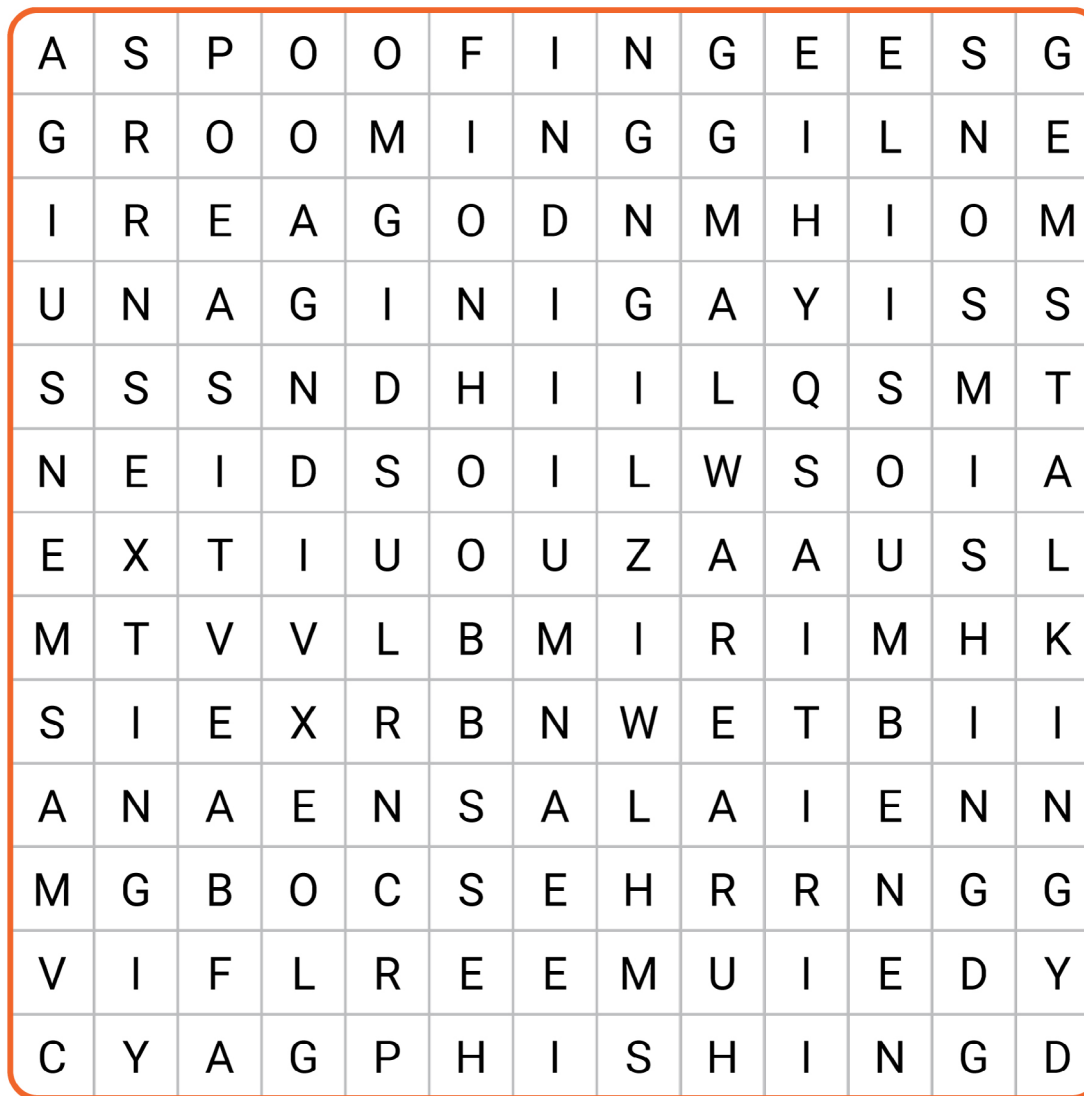 A S P O O F I N G E E S G
G R O O M I N G G I L N E
I R E A G O D N M H I O M
U N A G I N I G A Y I S S
S S S N D H I I L Q S M T
N E I D S O I L W S O I A
E X T I U O U Z A A U S L
M T V V L B M I R I M H K
S I E X R B N W E T B I I
A N A E N S A L A I E N N
M G B O C S E H R R N G G
V I F L R E E M U I E D Y
C Y A G P H I S H I N G D